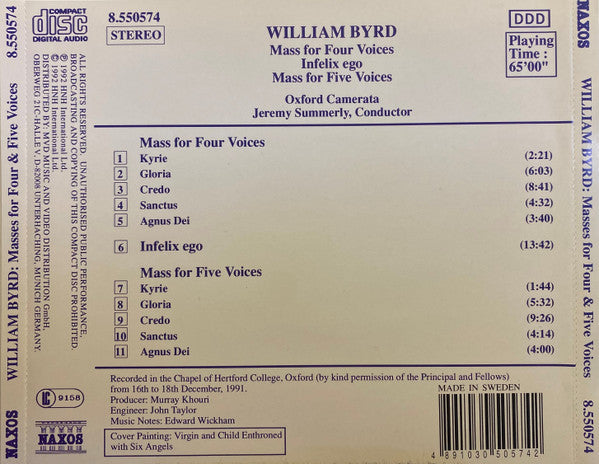 COMPACT
disc
DIGITAL AUDIO
8.550574
STEREO
WILLIAM BYRD
Mass for Four Voices
Infelix ego
Mass for Five Voices
Oxford Camerata
Jeremy Summerly, Conductor
DDD
Playing
Time :
65'00"
Mass for Four Voices
1 Kyrie (2:21)
2 Gloria (6:03)
3 Credo (8:41)
4 Sanctus (4:32)
5 Agnus Dei (3:40)
6 Infelix ego (13:42)
Mass for Five Voices
7 Kyrie (1:44)
8 Gloria (5:32)
9 Credo (9:26)
10 Sanctus (4:14)
11 Agnus Dei (4:00)
Recorded in the Chapel of Hertford College, Oxford (by kind permission of the Principal and Fellows)
from 16th to 18th December, 1991.
Producer: Murray Khouri
Engineer: John Taylor
Music Notes: Edward Wickham
Cover Painting: Virgin and Child Enthroned
with Six Angels
MADE IN SWEDEN
4 891030 505742
LC 9158
NAXOS
ALL RIGHTS RESERVED. UNAUTHORISED PUBLIC PERFORMANCE,
BROADCASTING AND COPYING OF THIS COMPACT DISC PROHIBITED.
℗ 1992 HNH International Ltd.
© 1992 HNH International Ltd.
DISTRIBUTED BY: MVD MUSIC AND VIDEO DISTRIBUTION GmbH,
OBERWEG 21C-HALLE V. D-82008 UNTERHACHING, MUNICH GERMANY.
NAXOS WILLIAM BYRD: Masses for Four & Five Voices 8.550574
NAXOS WILLIAM BYRD: Masses for Four & Five Voices 8.550574